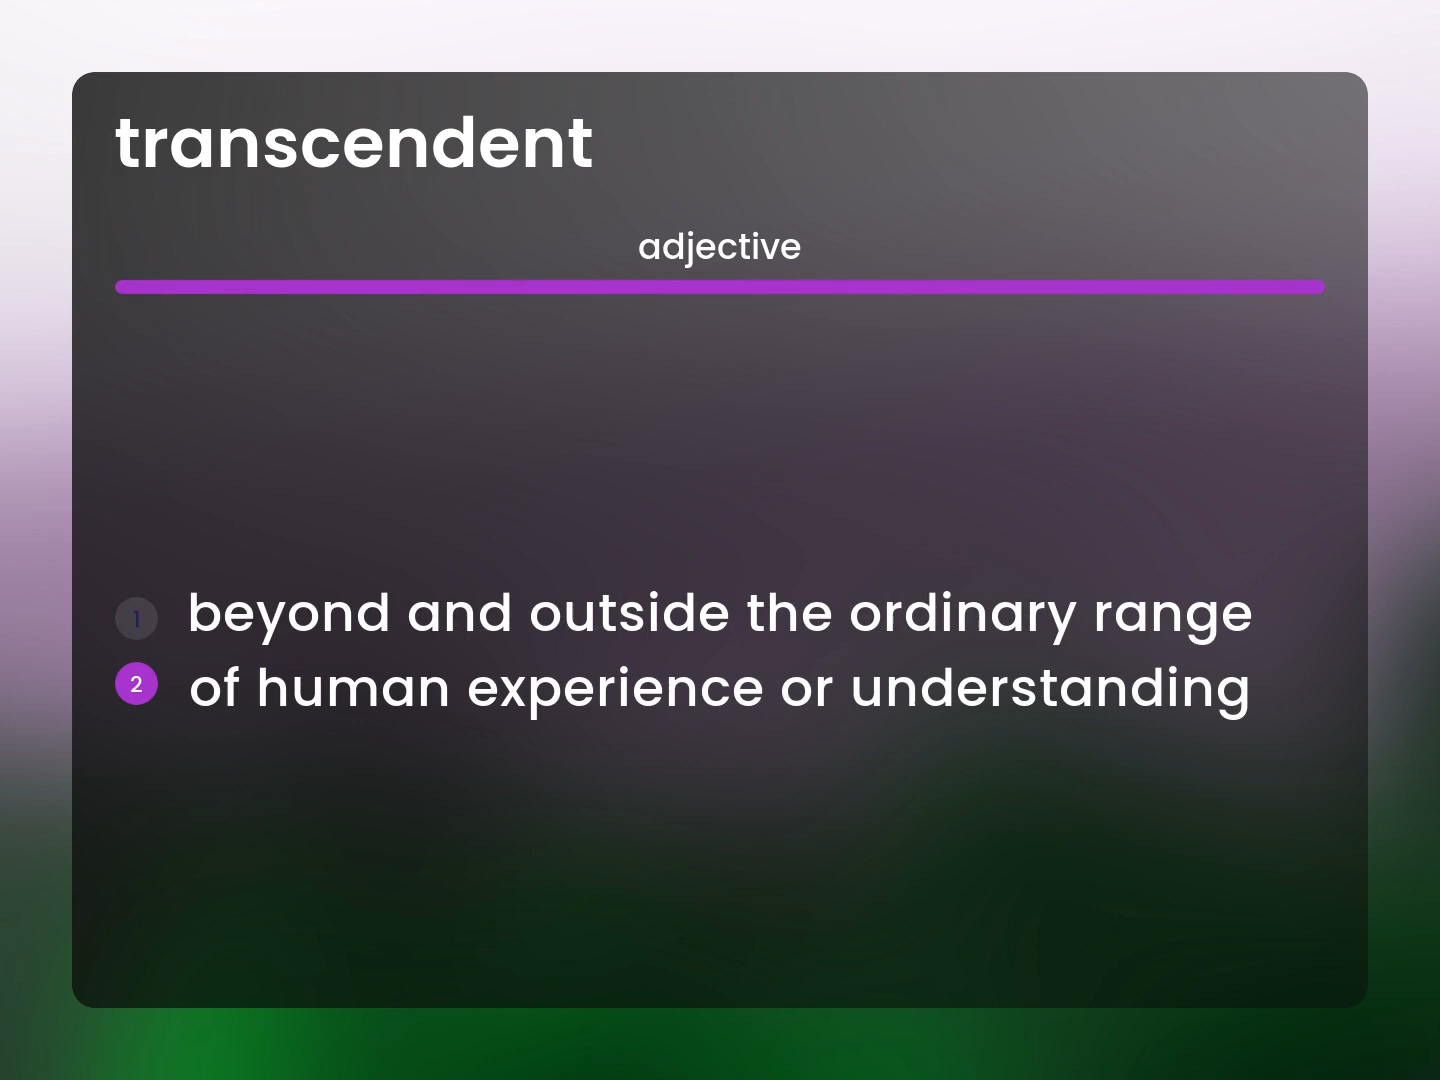 transcendent
adjective
1
beyond and outside the ordinary range
2
of human experience or understanding